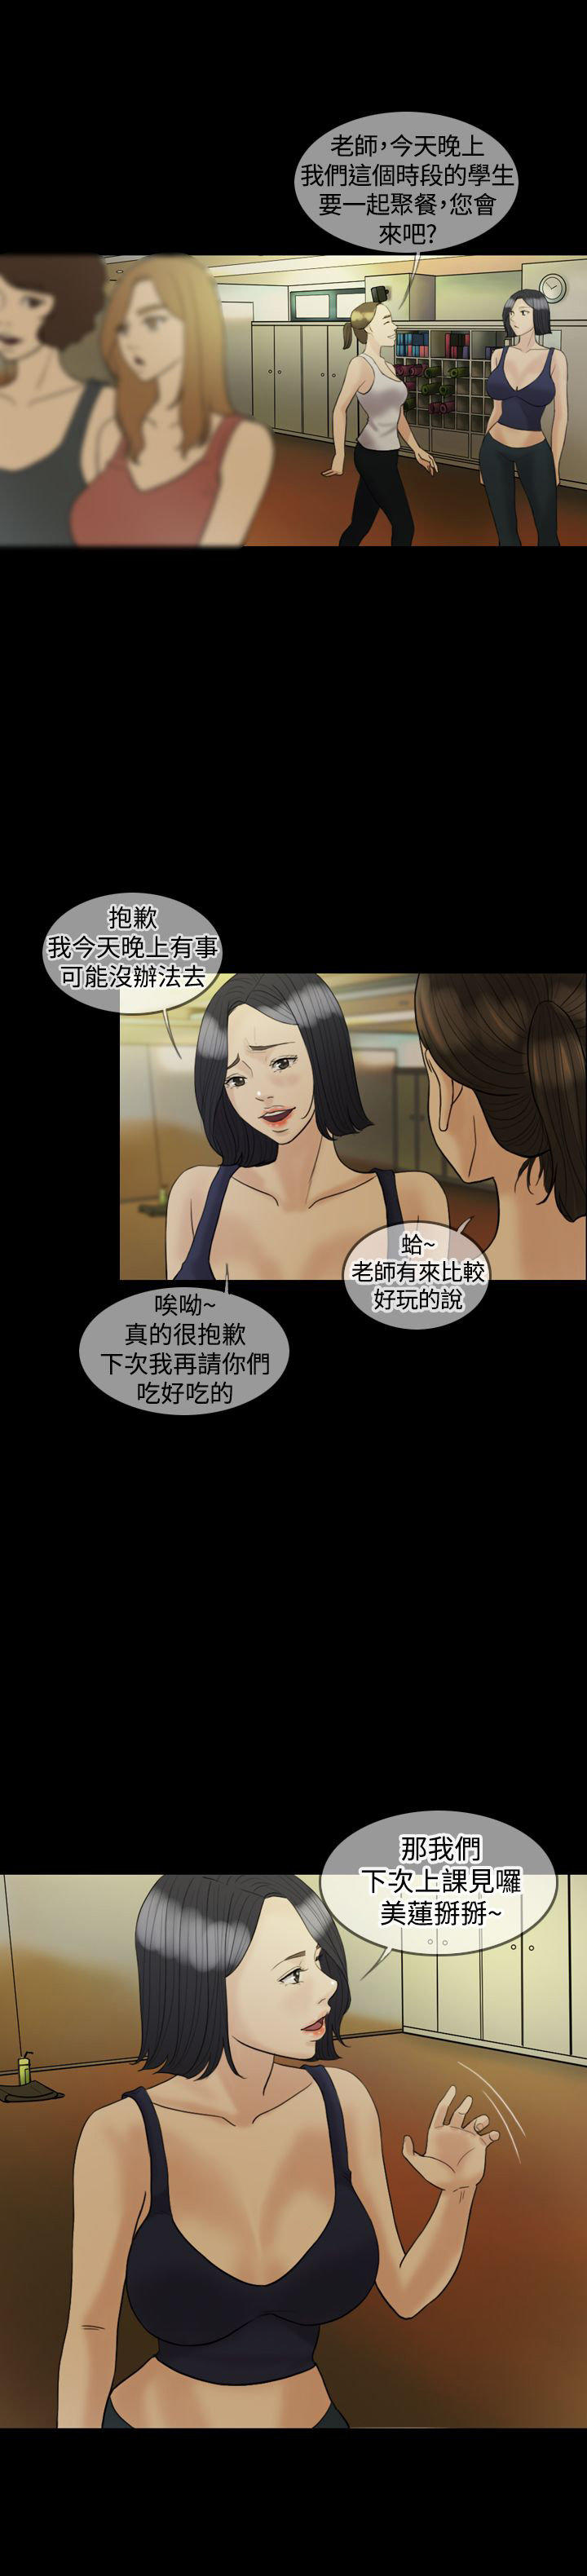 老師，今天晚上
我們這個時段的學生
要一起聚餐，您會
來吧?
抱歉
我今天晚上有事
可能沒辦法去
蛤~
老師有來比較
好玩的說
唉呦~
真的很抱歉
下次我再請你們
吃好吃的
那我們
下次上課見囉
美蓮掰掰~